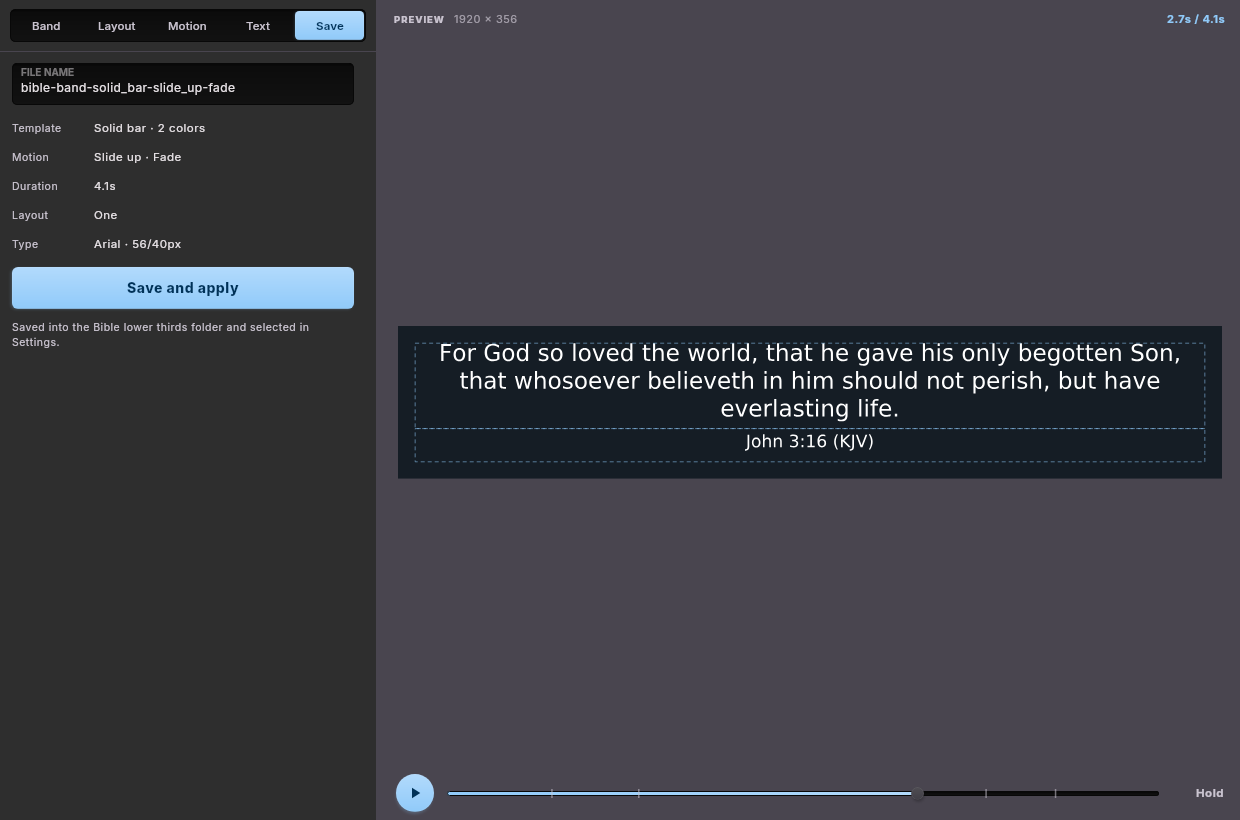 Band
Layout
Motion
Text
Save
FILE NAME
bible-band-solid_bar-slide_up-fade
Template
Solid bar · 2 colors
Motion
Slide up · Fade
Duration
4.1s
Layout
One
Type
Arial · 56/40px
Save and apply
Saved into the Bible lower thirds folder and selected in
Settings.
PREVIEW 1920 × 356
2.7s / 4.1s
For God so loved the world, that he gave his only begotten Son,
that whosoever believeth in him should not perish, but have
everlasting life.
John 3:16 (KJV)
Hold